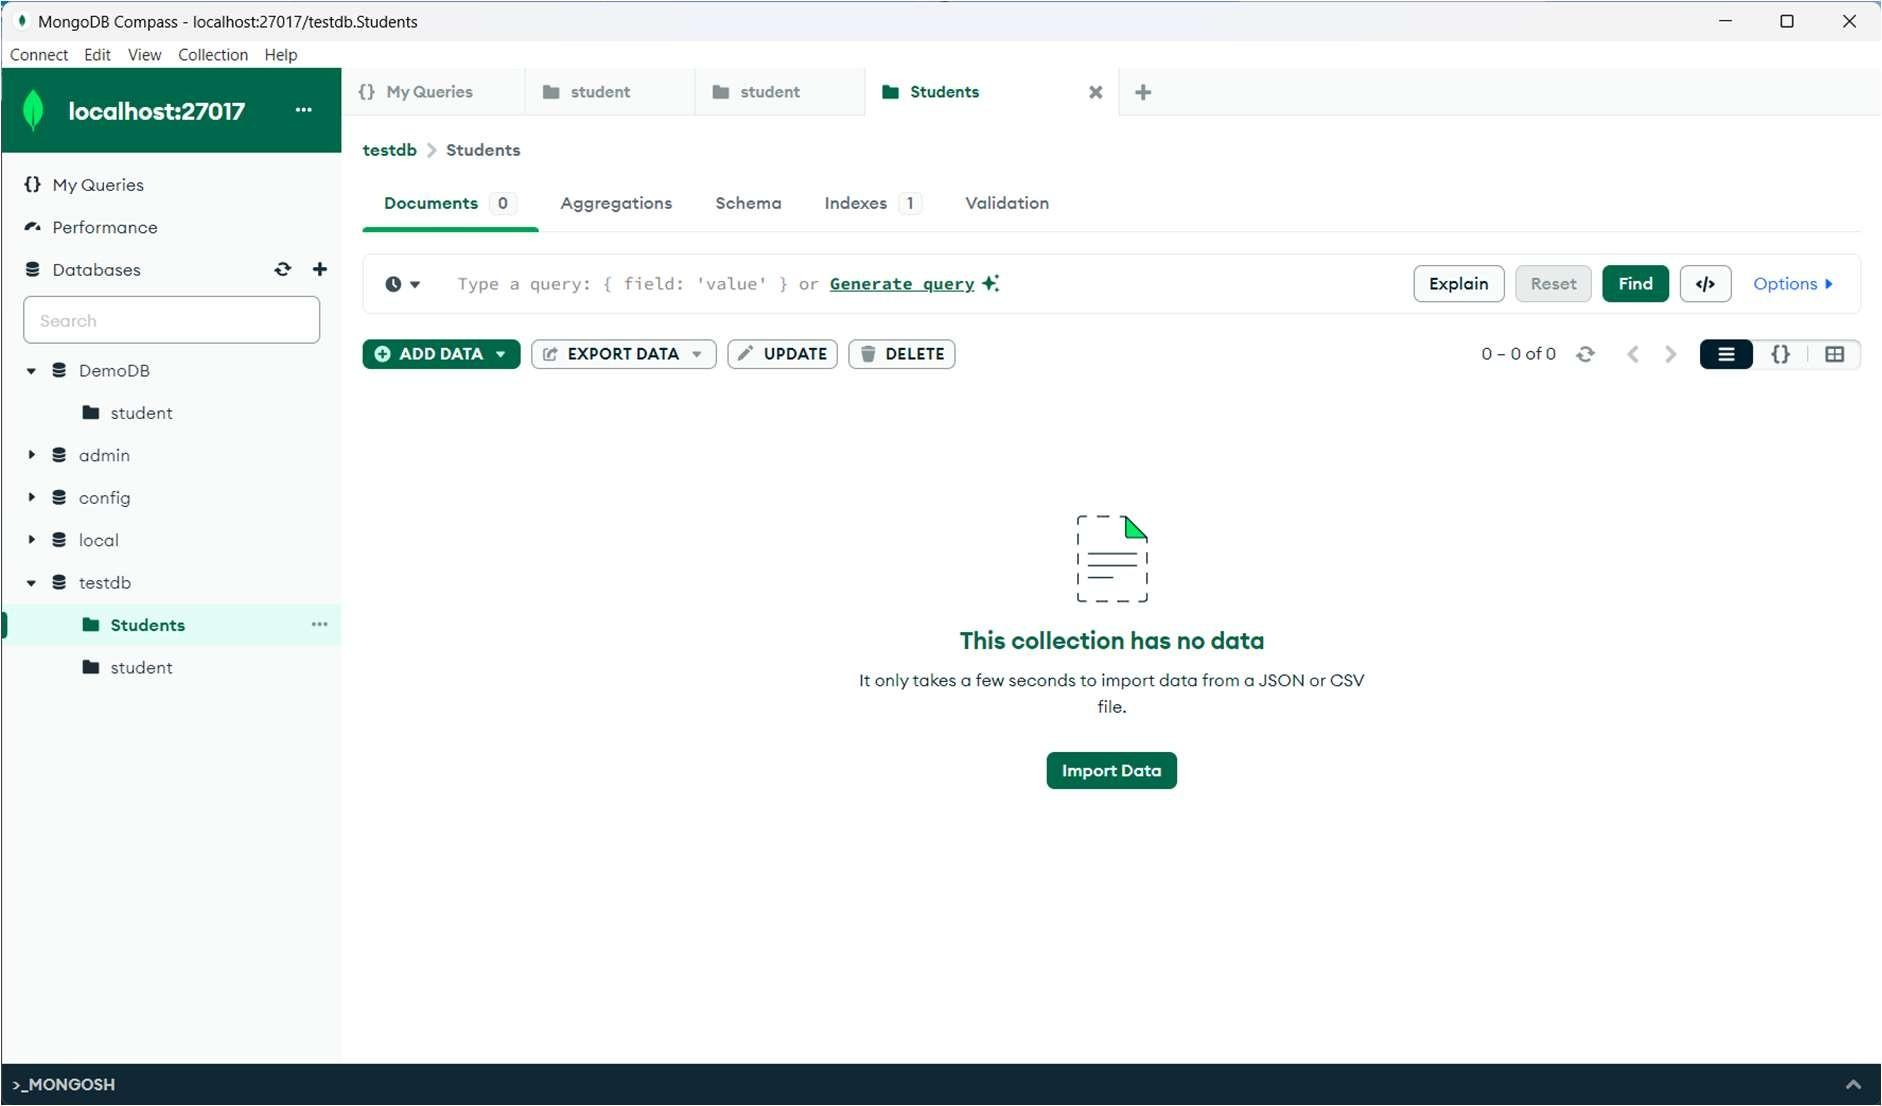 MongoDB Compass - localhost:27017/testdb.Students
Connect Edit View Collection Help
localhost:27017 ...
{} My Queries
Performance
Databases
Search
DemoDB
student
admin
config
local
testdb
Students ...
student
{} My Queries student student Students
testdb > Students
Documents 0 Aggregations Schema Indexes 1 Validation
Type a query: { field: 'value' } or Generate query
Explain Reset Find </> Options
ADD DATA EXPORT DATA UPDATE DELETE
0 – 0 of 0 {}
This collection has no data
It only takes a few seconds to import data from a JSON or CSV
file.
Import Data
>_MONGOSH